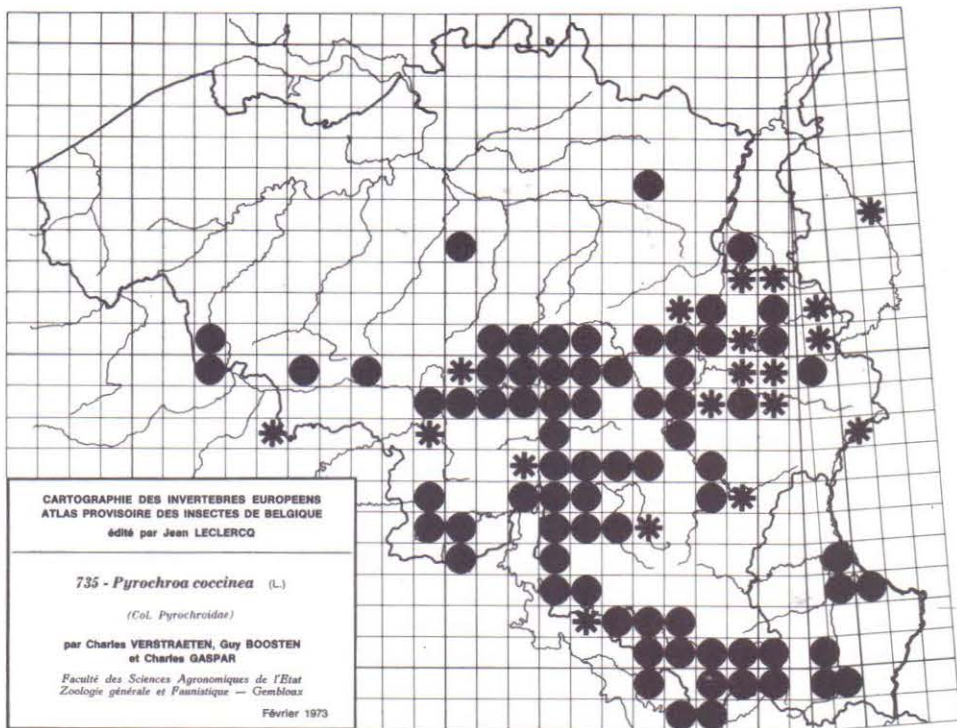 CARTOGRAPHIE DES INVERTEBRES EUROPEENS
ATLAS PROVISOIRE DES INSECTES DE BELGIQUE
édité par Jean LECLERCQ
735 - Pyrochroa coccinea (L.)
(Col. Pyrochroidae)
par Charles VERSTRAETEN, Guy BOOSTEN
et Charles GASPAR
Faculté des Sciences Agronomiques de l'Etat
Zoologie générale et Faunistique — Gembloux
Février 1973